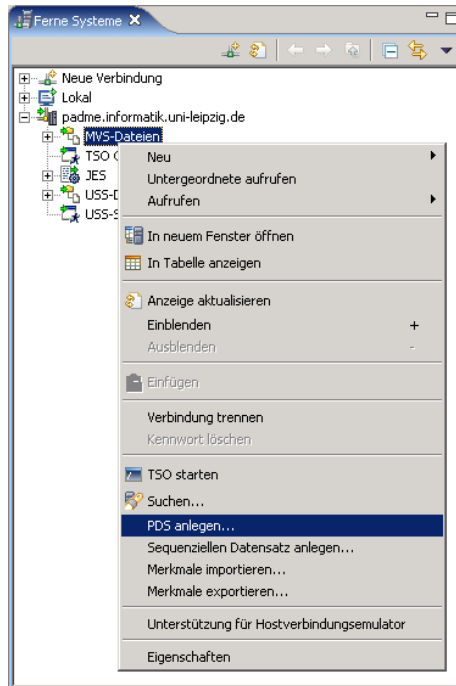 Ferne Systeme
Neue Verbindung
Lokal
padme.informatik.uni-leipzig.de
MVS-Dateien
TSO
JES
USS-
USS-S
Neu
Untergeordnete aufrufen
Aufrufen
In neuem Fenster öffnen
In Tabelle anzeigen
Anzeige aktualisieren
Einblenden +
Ausblenden -
Einfügen
Verbindung trennen
Kennwort löschen
TSO starten
Suchen...
PDS anlegen...
Sequenziellen Datensatz anlegen...
Merkmale importieren...
Merkmale exportieren...
Unterstützung für Hostverbindungsemulator
Eigenschaften